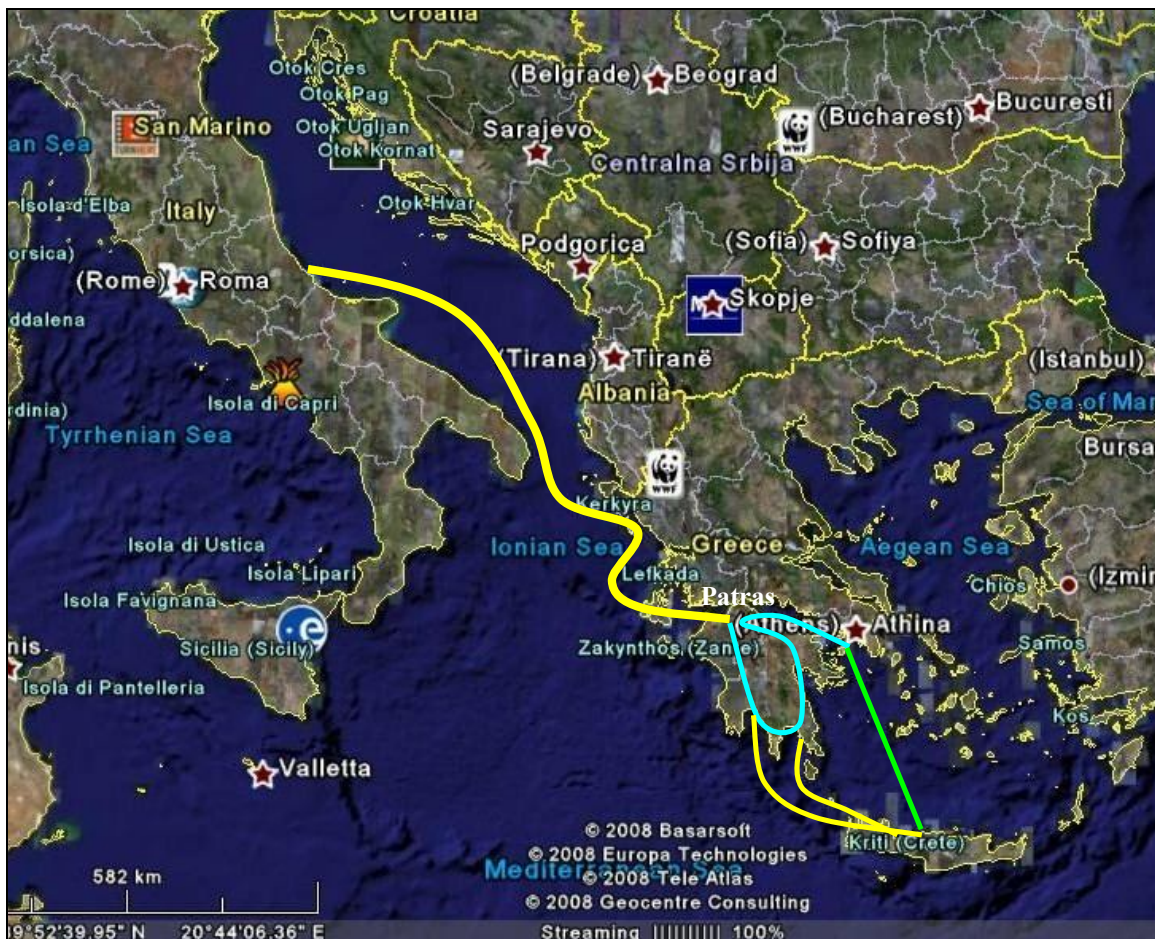 Croatia
Otok Cres
(Belgrade) Beograd
Otok Pag
(Bucharest) Bucuresti
San Marino
Otok Ugljan
Sarajevo
WWF
an Sea
Otok Kornat
Centralna Srbija
Isola d'Elba
Italy
Otok Hvar
Podgorica
(Sofia) Sofiya
orsica)
(Rome) Roma
Skopje
ddalena
(Tirana) Tiranë
(Istanbul)
Albania
Isola di Capri
rdinia)
Sea of Mar
Tyrrhenian Sea
Bursa
WWF
Kerkyra
Isola di Ustica
Ionian Sea
Greece
Aegean Sea
Isola Lipari
Lefkada
Chios
(Izmir
Isola Favignana
Patras
(Athens) Athina
Sicilia (Sicily)
Zakynthos (Zante)
Samos
nis
Isola di Pantelleria
Kos
Valletta
© 2008 Basarsoft
Kriti (Crete)
© 2008 Europa Technologies
Mediterranean Sea
582 km
© 2008 Tele Atlas
© 2008 Geocentre Consulting
39°52'39.95" N 20°44'06.36" E
Streaming |||||||||| 100%